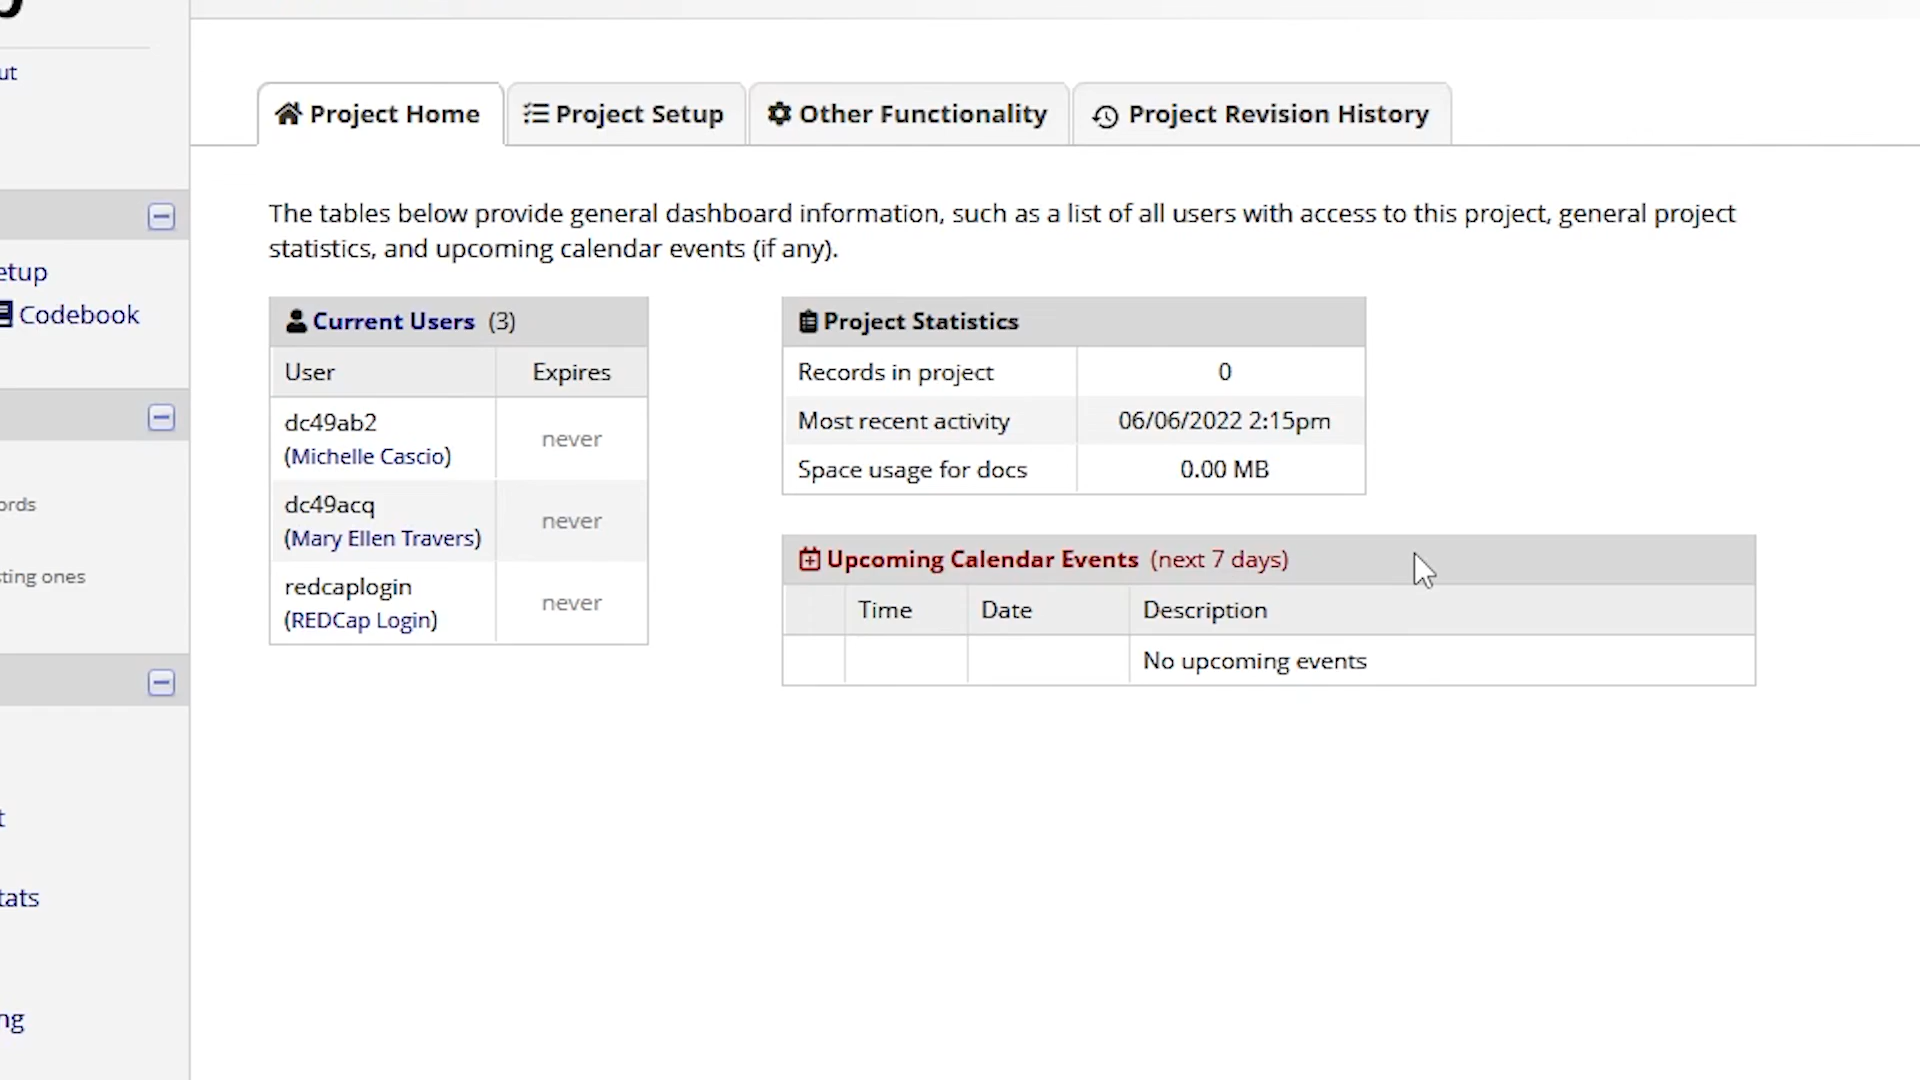 Project Home
Project Setup
Other Functionality
Project Revision History
The tables below provide general dashboard information, such as a list of all users with access to this project, general project
statistics, and upcoming calendar events (if any).
Codebook
Current Users (3)
User Expires
dc49ab2
(Michelle Cascio)
never
dc49acq
(Mary Ellen Travers)
never
redcaplogin
(REDCap Login)
never
Project Statistics
Records in project 0
Most recent activity 06/06/2022 2:15pm
Space usage for docs 0.00 MB
Upcoming Calendar Events (next 7 days)
Time Date Description
No upcoming events
ut
etup
ords
sting ones
tats
ng